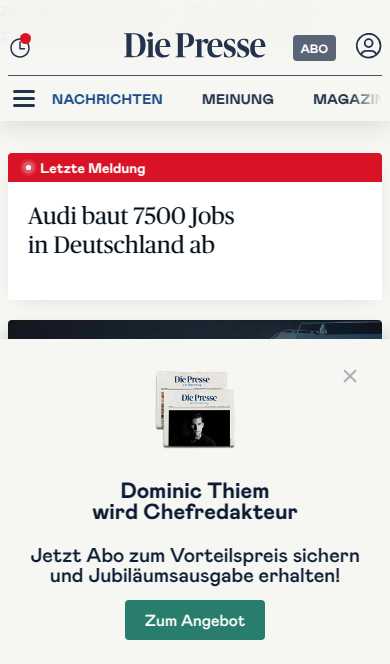 Die Presse
ABO
NACHRICHTEN MEINUNG MAGAZIN
Letzte Meldung
Audi baut 7500 Jobs
in Deutschland ab
Die Presse
Die Presse
Dominic Thiem
wird Chefredakteur
Jetzt Abo zum Vorteilspreis sichern
und Jubiläumsausgabe erhalten!
Zum Angebot